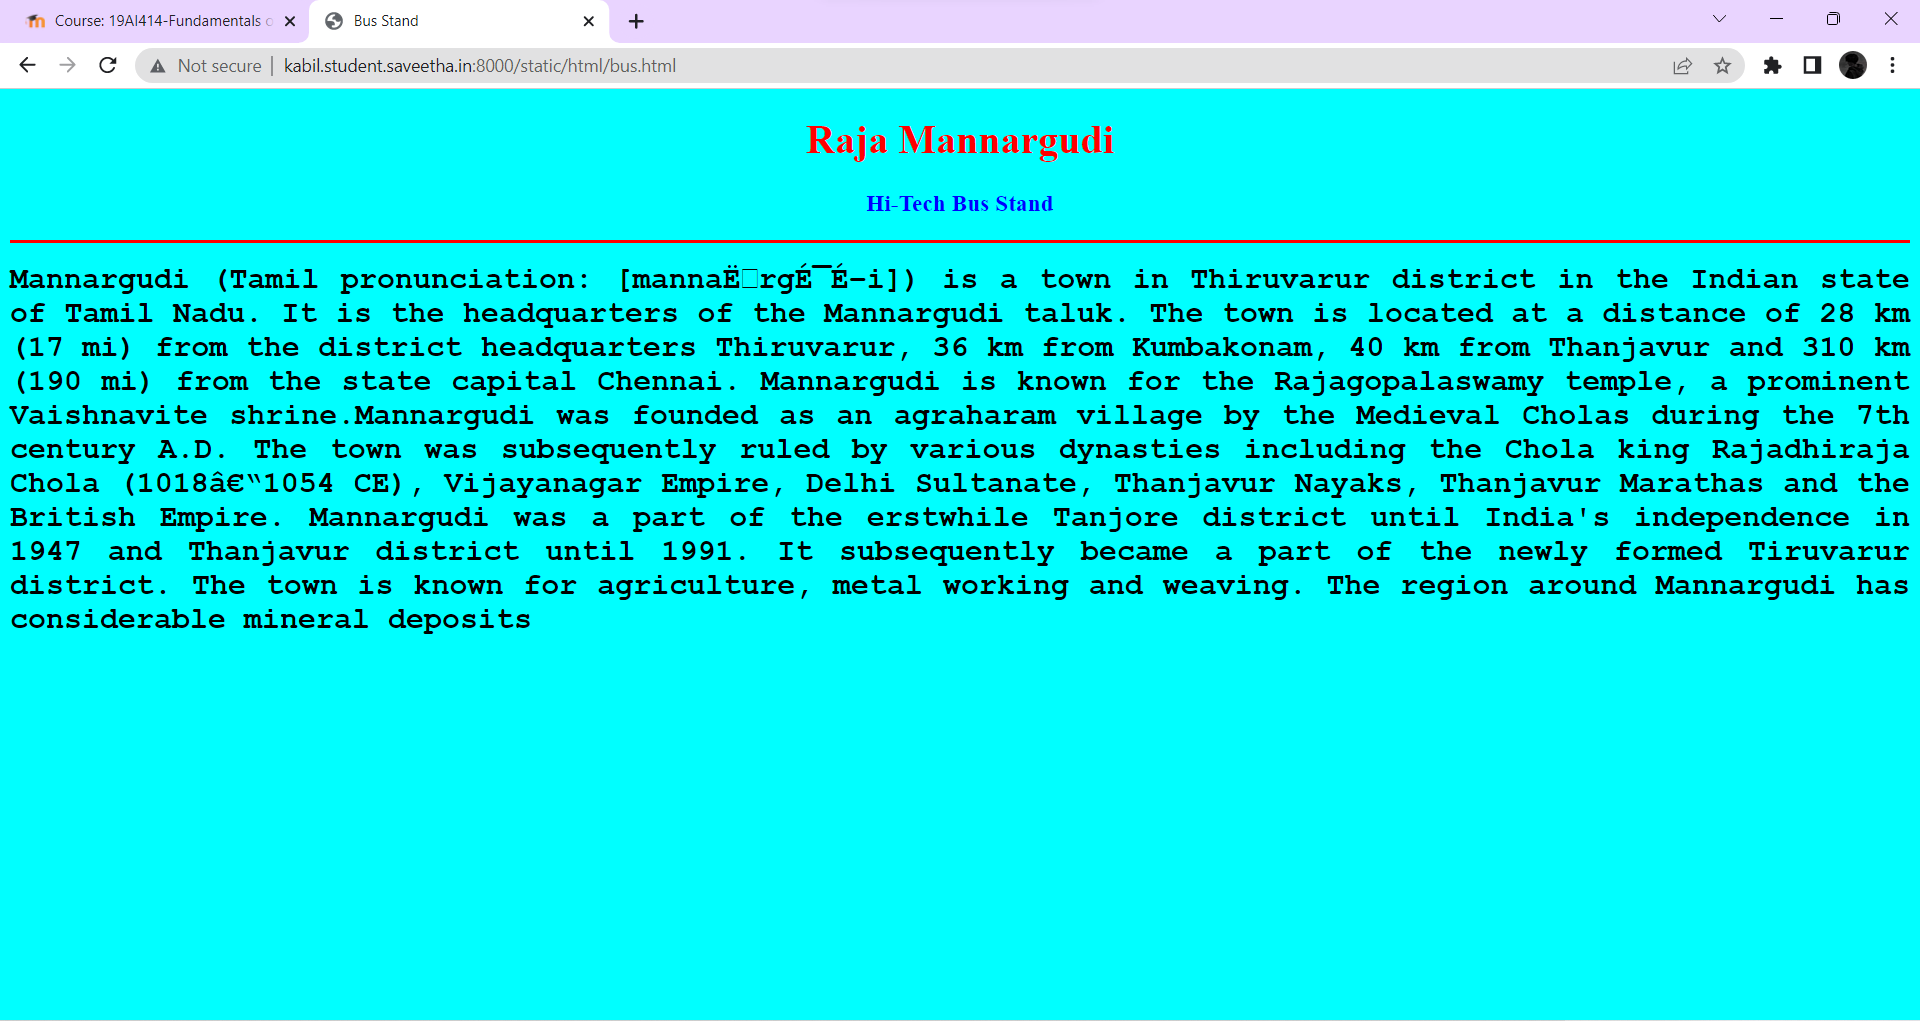 Course: 19AI414-Fundamentals o
Bus Stand
Not secure | kabil.student.saveetha.in:8000/static/html/bus.html
Raja Mannargudi
Hi-Tech Bus Stand
Mannargudi (Tamil pronunciation: [mannaË□rgÉ¯É–i]) is a town in Thiruvarur district in the Indian state
of Tamil Nadu. It is the headquarters of the Mannargudi taluk. The town is located at a distance of 28 km
(17 mi) from the district headquarters Thiruvarur, 36 km from Kumbakonam, 40 km from Thanjavur and 310 km
(190 mi) from the state capital Chennai. Mannargudi is known for the Rajagopalaswamy temple, a prominent
Vaishnavite shrine.Mannargudi was founded as an agraharam village by the Medieval Cholas during the 7th
century A.D. The town was subsequently ruled by various dynasties including the Chola king Rajadhiraja
Chola (1018â€“1054 CE), Vijayanagar Empire, Delhi Sultanate, Thanjavur Nayaks, Thanjavur Marathas and the
British Empire. Mannargudi was a part of the erstwhile Tanjore district until India's independence in
1947 and Thanjavur district until 1991. It subsequently became a part of the newly formed Tiruvarur
district. The town is known for agriculture, metal working and weaving. The region around Mannargudi has
considerable mineral deposits